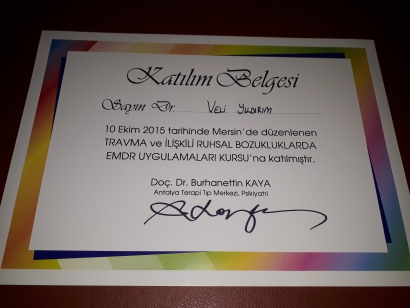 Katılım Belgesi
Sayın Dr. VELİ YILDIRIM
10 Ekim 2015 tarihinde Mersin'de düzenlenen
TRAVMA ve İLİŞKİLİ RUHSAL BOZUKLUKLARDA
EMDR UYGULAMALARI KURSU'na katılmıştır.
Doç. Dr. Burhanettin KAYA
Antalya Terapi Tıp Merkezi, Psikiyatri